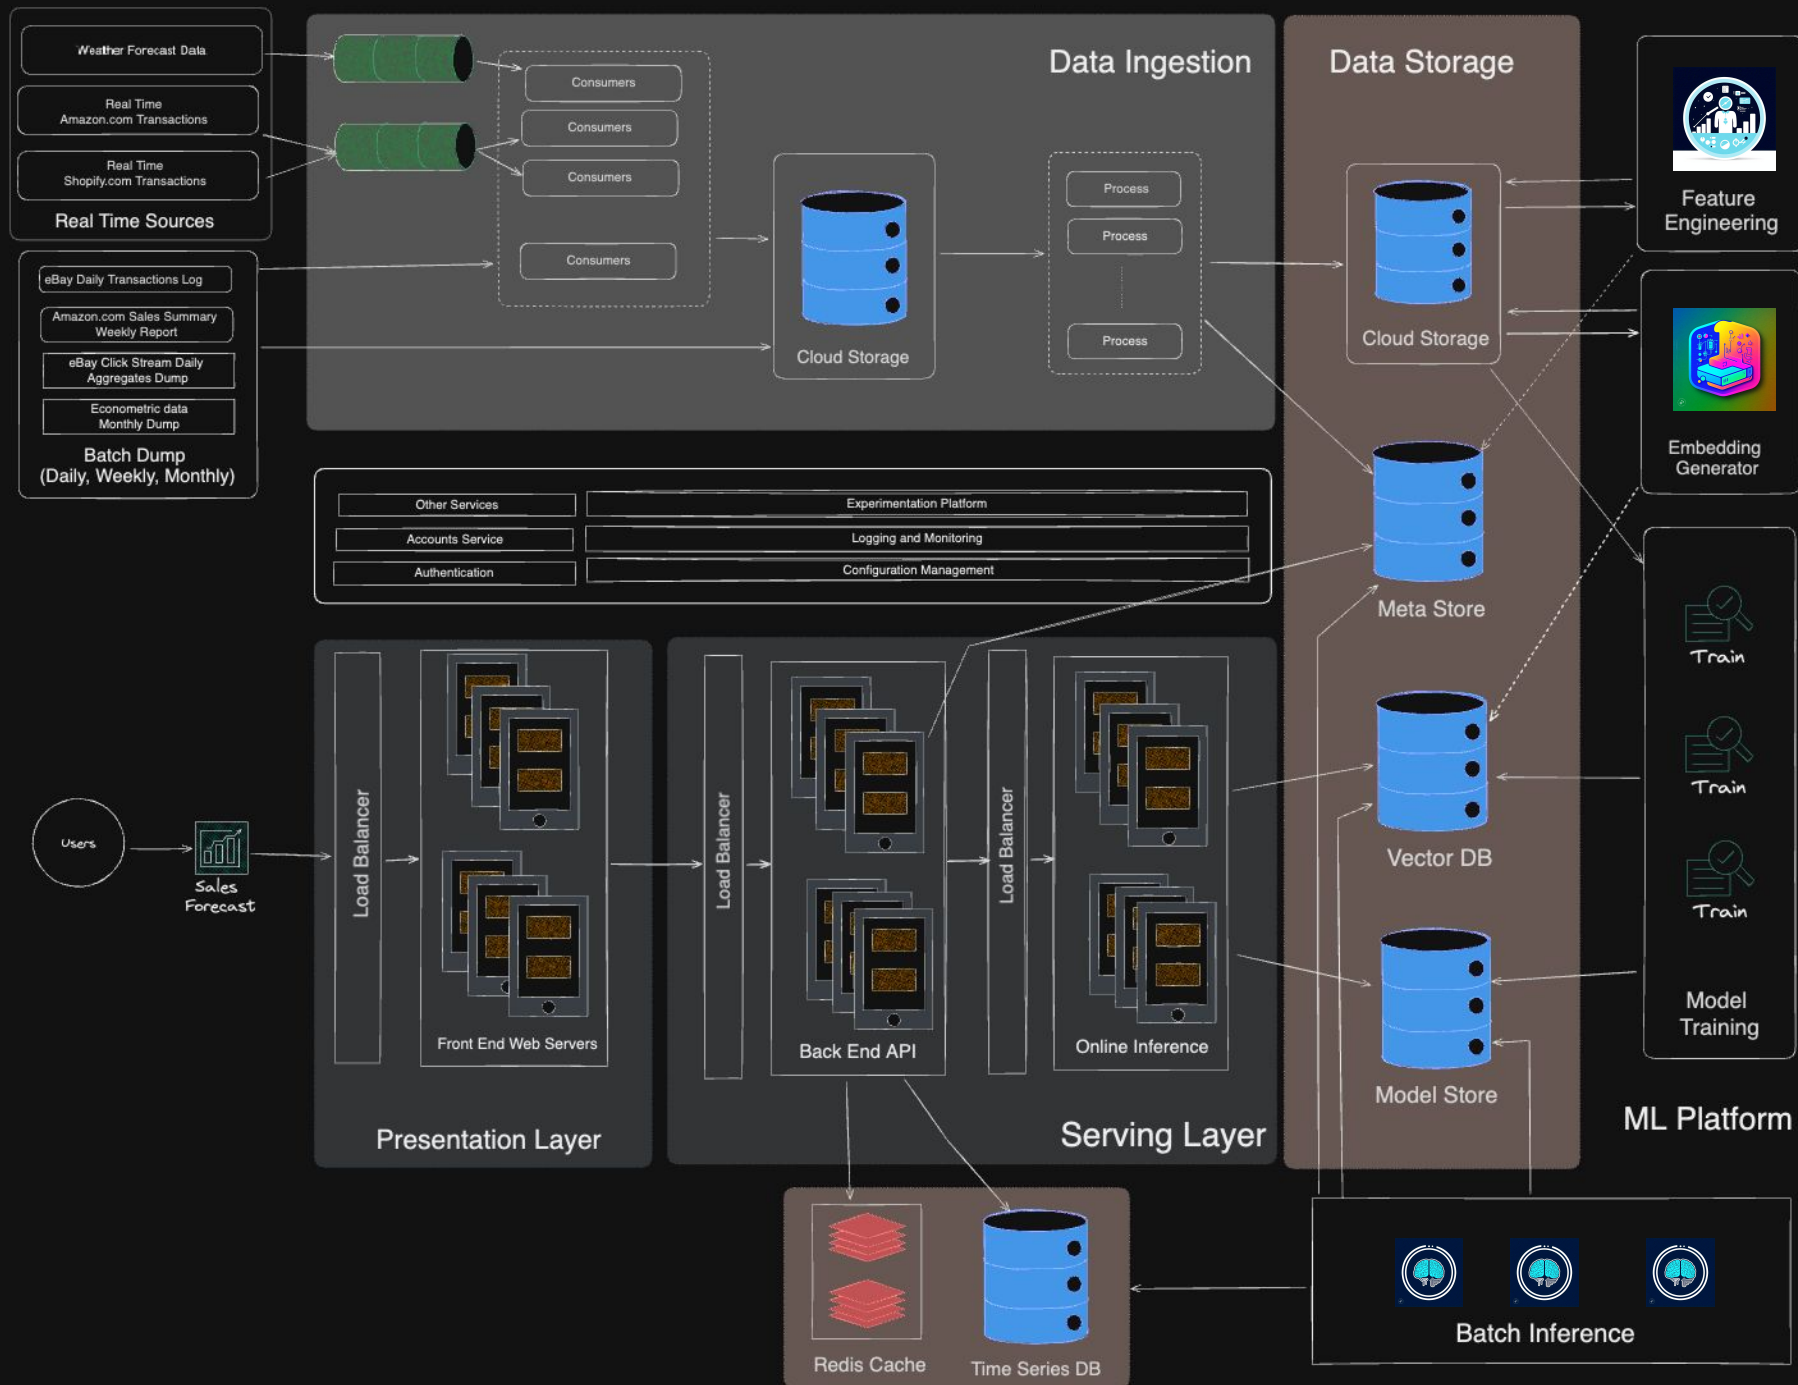 Weather Forecast Data
Real Time
Amazon.com Transactions
Real Time
Shopify.com Transactions
Real Time Sources
eBay Daily Transactions Log
Amazon.com Sales Summary
Weekly Report
eBay Click Stream Daily
Aggregates Dump
Econometric data
Monthly Dump
Batch Dump
(Daily, Weekly, Monthly)
Data Ingestion
Consumers
Consumers
Consumers
Consumers
Cloud Storage
Process
Process
Process
Data Storage
Cloud Storage
Meta Store
Vector DB
Model Store
Feature
Engineering
Embedding
Generator
Train
Train
Train
Model
Training
ML Platform
Other Services
Experimentation Platform
Accounts Service
Logging and Monitoring
Authentication
Configuration Management
Users
Sales
Forecast
Load Balancer
Front End Web Servers
Presentation Layer
Load Balancer
Back End API
Load Balancer
Online Inference
Serving Layer
Redis Cache
Time Series DB
Batch Inference